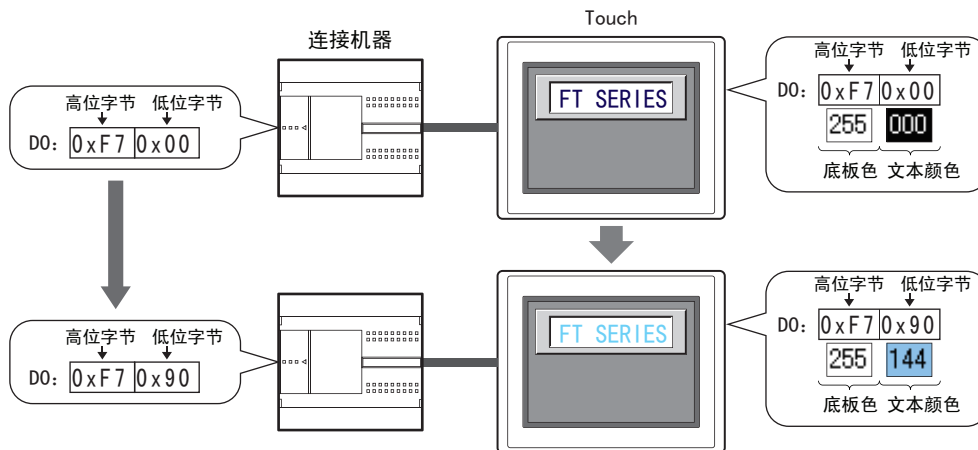 Touch
连接机器
高位字节 低位字节
D0: 0xF7 0x00
FT SERIES
高位字节 低位字节
D0: 0xF7 0x00
255 000
底板色 文本颜色
高位字节 低位字节
D0: 0xF7 0x90
FT SERIES
高位字节 低位字节
D0: 0xF7 0x90
255 144
底板色 文本颜色